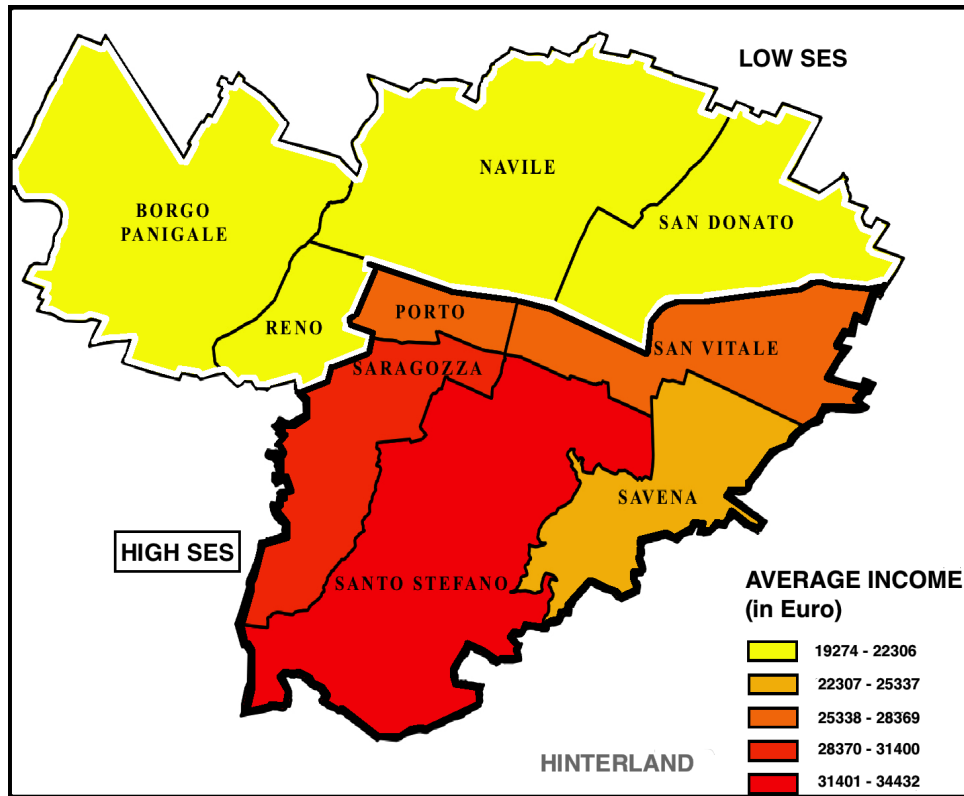 LOW SES
NAVILE
BORGO
PANIGALE
SAN DONATO
PORTO
RENO
SAN VITALE
SARAGOZZA
SAVENA
HIGH SES
SANTO STEFANO
AVERAGE INCOME
(in Euro)
19274 - 22306
22307 - 25337
25338 - 28369
28370 - 31400
31401 - 34432
HINTERLAND